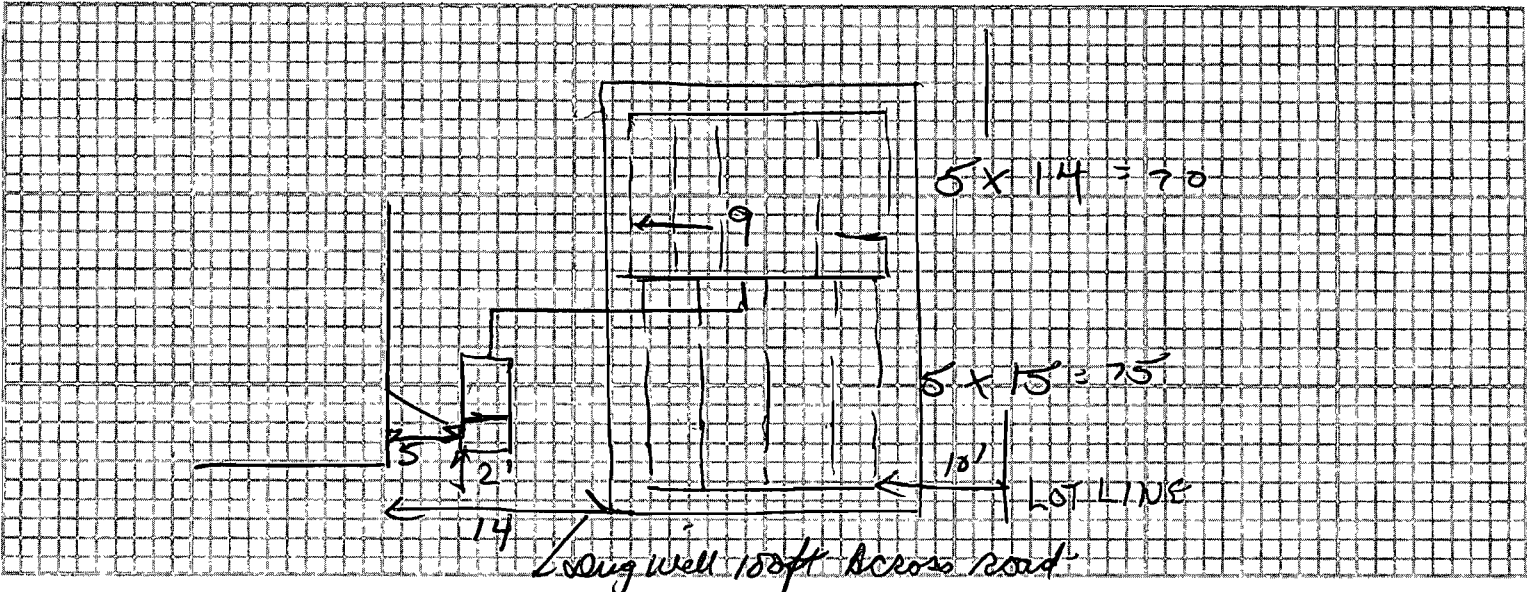 5 x 14 = 70
9
5 x 15 = 75
5
2'
10'
LOT LINE
14
Dug well 100ft Across road